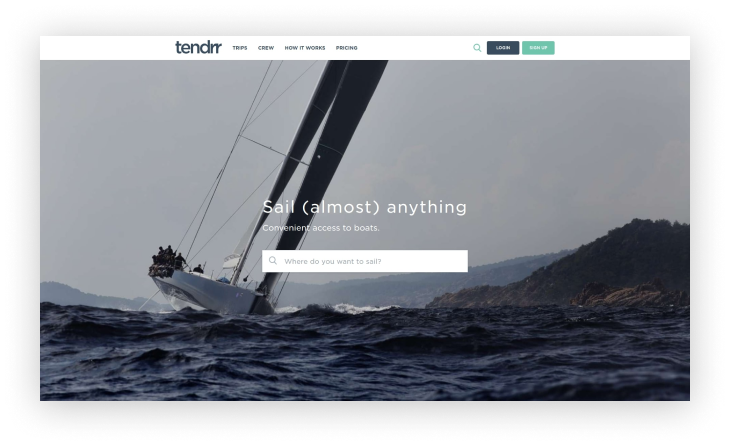 tendrr
TRIPS CREW HOW IT WORKS PRICING
LOGIN SIGN UP
Sail (almost) anything
Convenient access to boats.
Where do you want to sail?